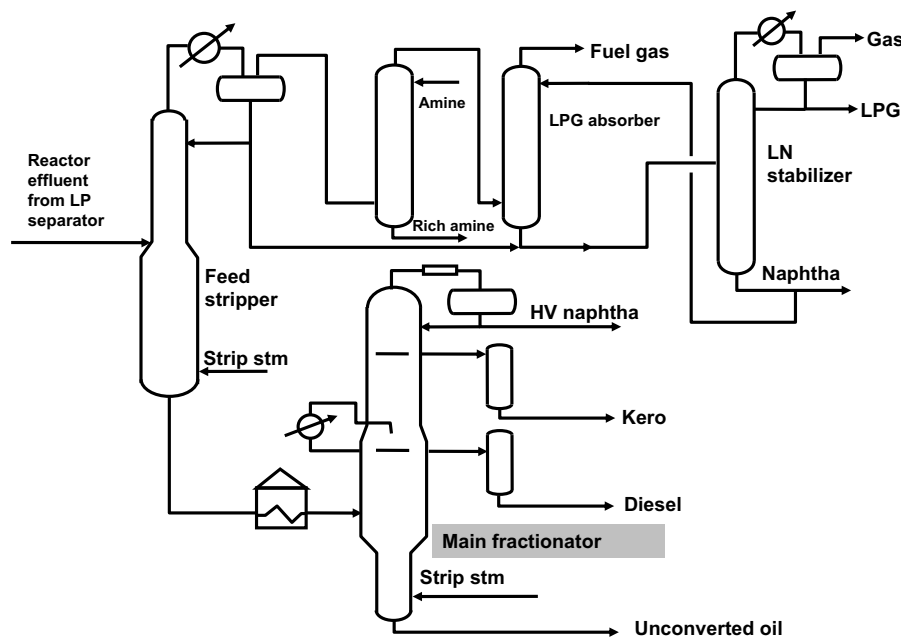 Fuel gas
Gas
Amine
LPG absorber
LPG
Reactor
effluent
from LP
separator
LN
stabilizer
Rich amine
Feed
stripper
Naphtha
HV naphtha
Strip stm
Kero
Diesel
Main fractionator
Strip stm
Unconverted oil